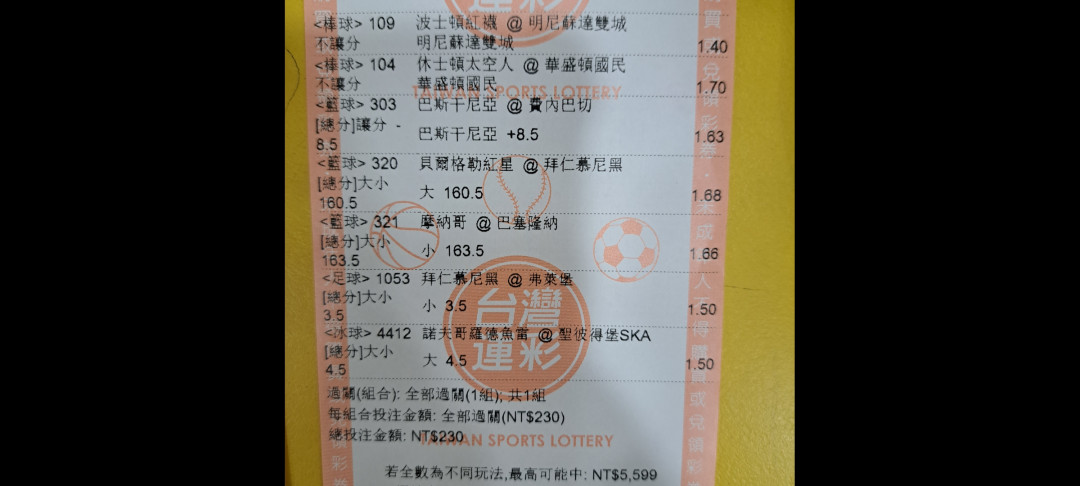 <棒球> 109 波士頓紅襪 @ 明尼蘇達雙城
不讓分 明尼蘇達雙城 1.40
<棒球> 104 休士頓太空人 @ 華盛頓國民
不讓分 華盛頓國民 1.70
TAIWAN SPORTS LOTTERY
<籃球> 303 巴斯干尼亞 @ 費內巴切
[總分]讓分 -
8.5 巴斯干尼亞 +8.5 1.63
<籃球> 320 貝爾格勒紅星 @ 拜仁慕尼黑
[總分]大小
160.5 大 160.5 1.68
<籃球> 321 摩納哥 @ 巴塞隆納
[總分]大小
163.5 小 163.5 1.66
<足球> 1053 拜仁慕尼黑 @ 弗萊堡
[總分]大小
3.5 小 3.5 1.50
<冰球> 4412 諾夫哥羅德魚雷 @ 聖彼得堡SKA
[總分]大小
4.5 大 4.5 1.50
台灣
運彩
過關(組合): 全部過關(1組); 共1組
每組合投注金額: 全部過關(NT$230)
總投注金額: NT$230
TAIWAN SPORTS LOTTERY
若全數為不同玩法,最高可能中: NT$5,599